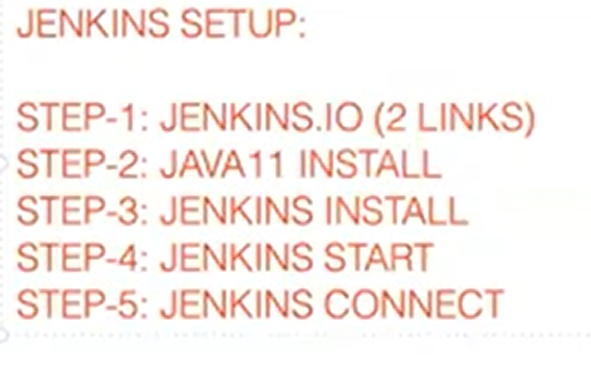 JENKINS SETUP:
STEP-1: JENKINS.IO (2 LINKS)
STEP-2: JAVA11 INSTALL
STEP-3: JENKINS INSTALL
STEP-4: JENKINS START
STEP-5: JENKINS CONNECT